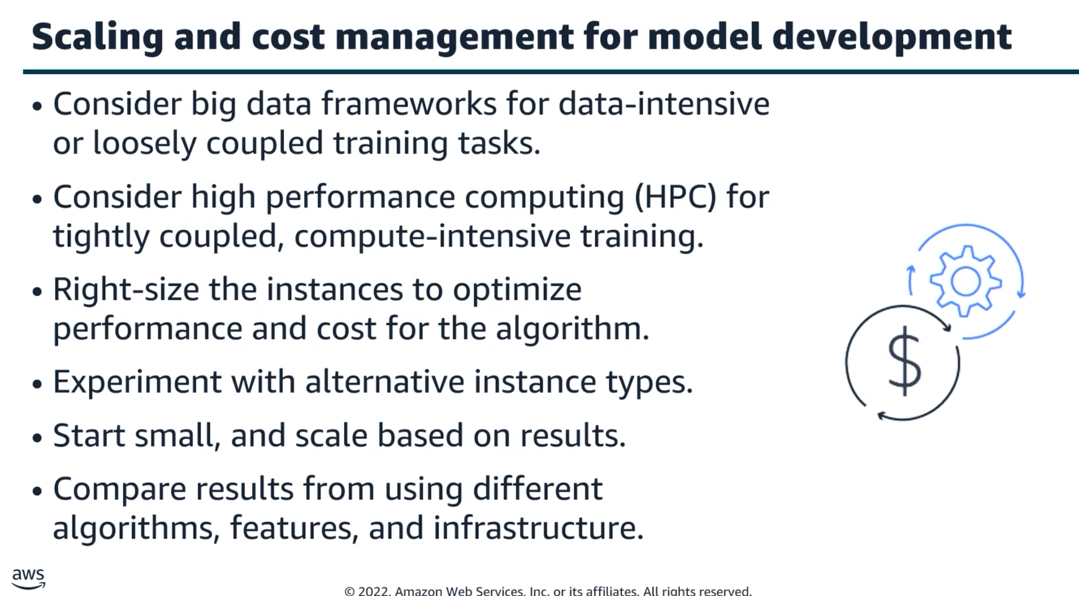 Scaling and cost management for model development
• Consider big data frameworks for data-intensive
or loosely coupled training tasks.
• Consider high performance computing (HPC) for
tightly coupled, compute-intensive training.
• Right-size the instances to optimize
performance and cost for the algorithm.
• Experiment with alternative instance types.
• Start small, and scale based on results.
• Compare results from using different
algorithms, features, and infrastructure.
$
aws
© 2022, Amazon Web Services, Inc. or its affiliates. All rights reserved.